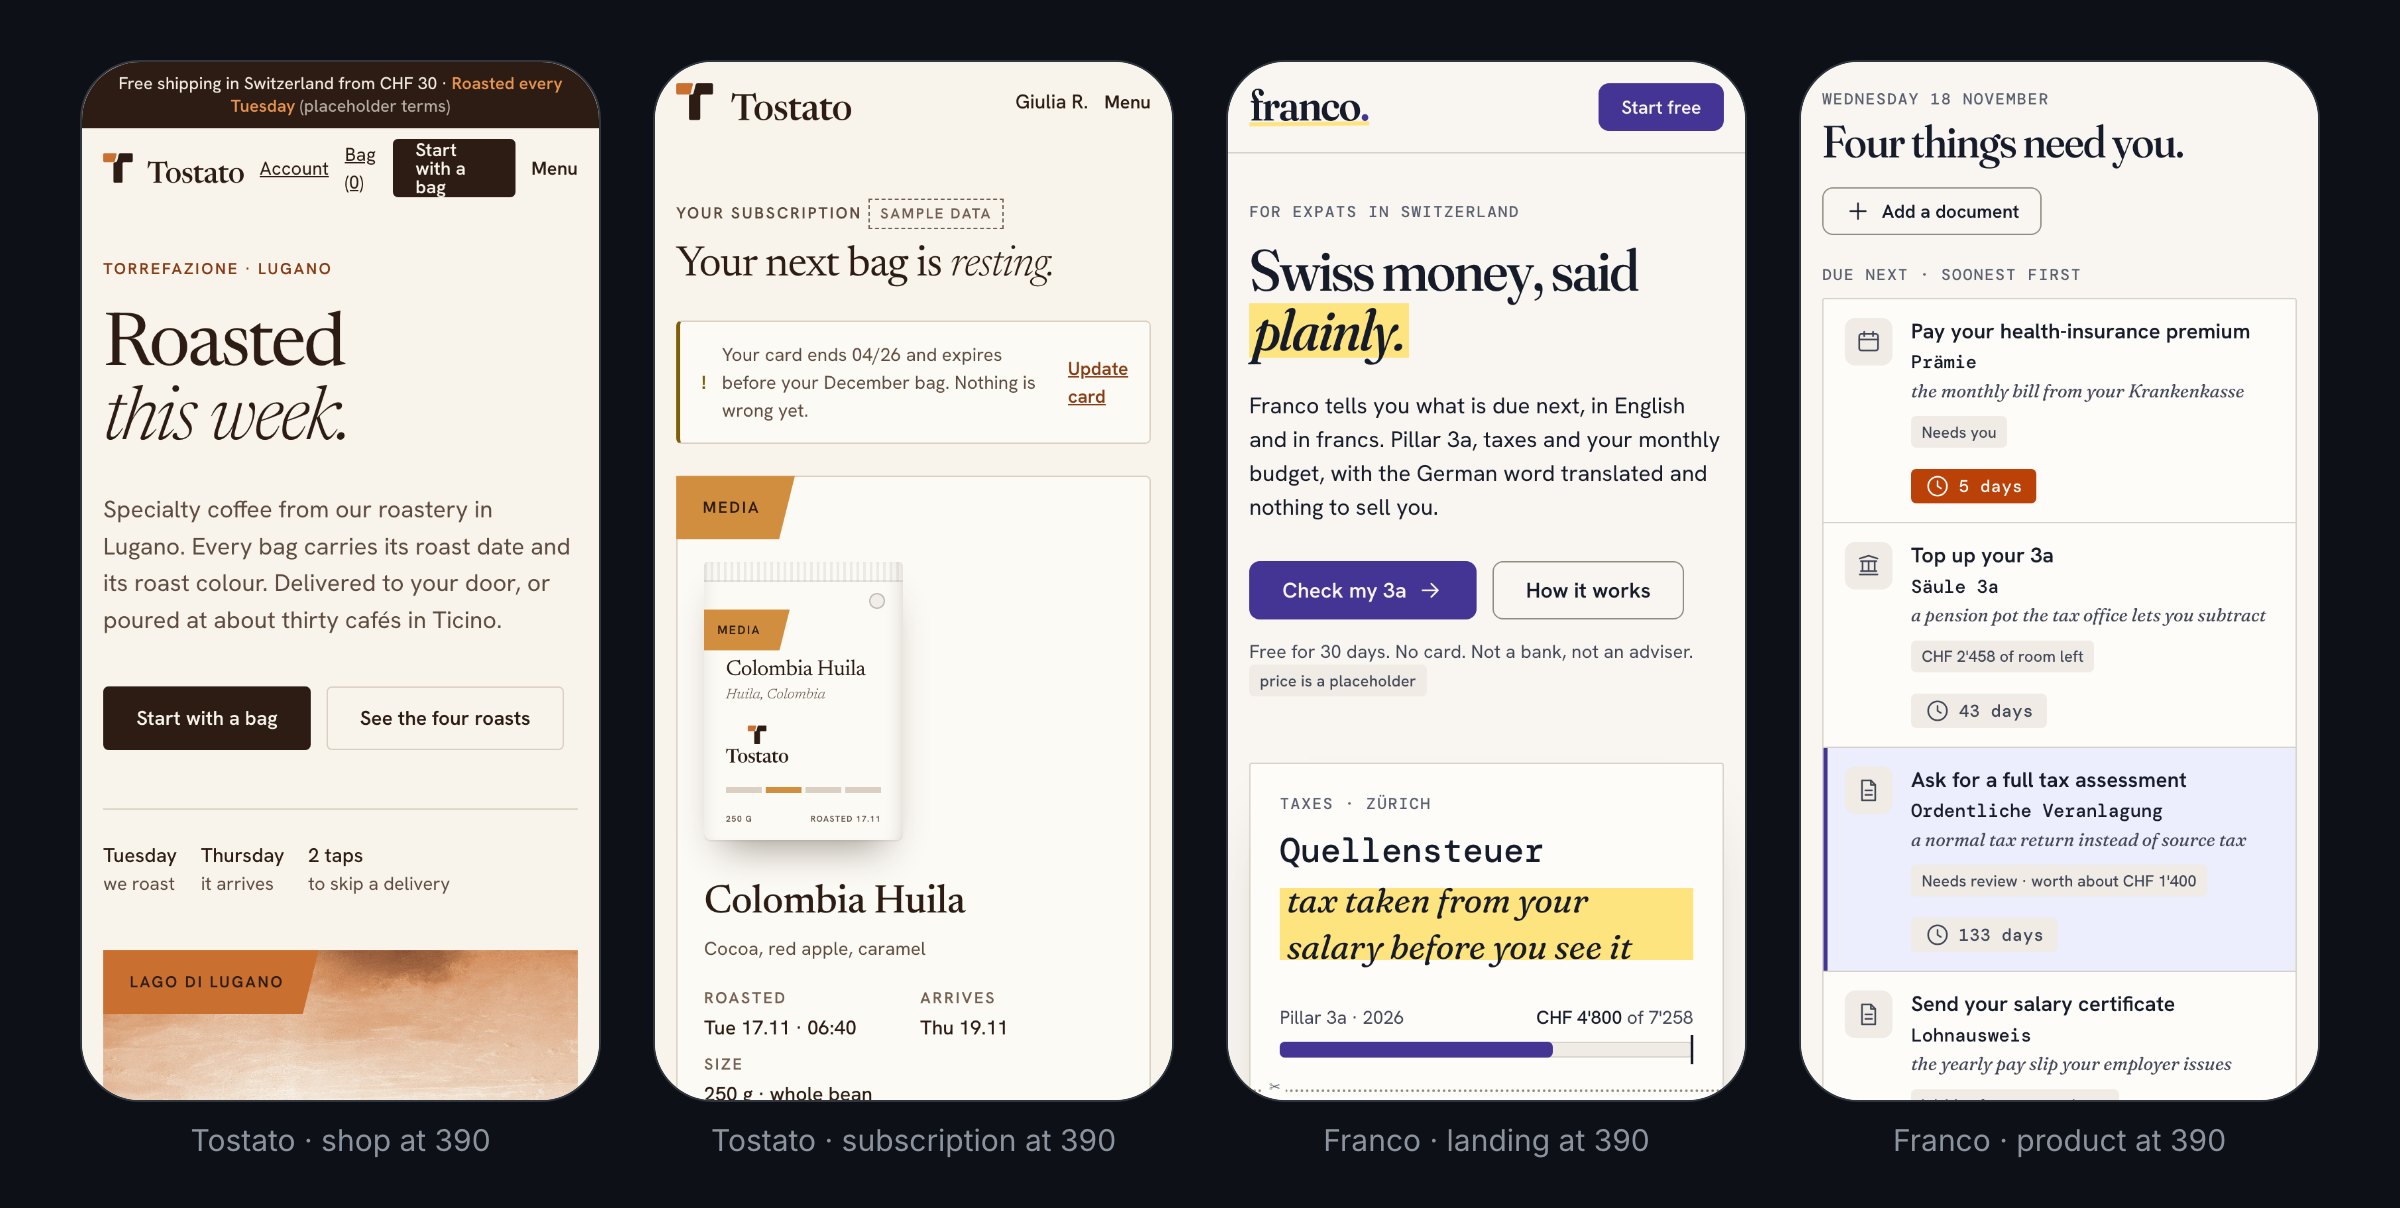 Free shipping in Switzerland from CHF 30 · Roasted every
Tuesday (placeholder terms)
Tostato
Account
Bag
(0)
Start
with a
bag
Menu
TORREFAZIONE · LUGANO
Roasted
this week.
Specialty coffee from our roastery in
Lugano. Every bag carries its roast date and
its roast colour. Delivered to your door, or
poured at about thirty cafés in Ticino.
Start with a bag
See the four roasts
Tuesday
we roast
Thursday
it arrives
2 taps
to skip a delivery
LAGO DI LUGANO
Tostato · shop at 390
Tostato
Giulia R.
Menu
YOUR SUBSCRIPTION
SAMPLE DATA
Your next bag is resting.
!
Your card ends 04/26 and expires
before your December bag. Nothing is
wrong yet.
Update
card
MEDIA
MEDIA
Colombia Huila
Huila, Colombia
Tostato
250 G
ROASTED 17.11
Colombia Huila
Cocoa, red apple, caramel
ROASTED
Tue 17.11 · 06:40
ARRIVES
Thu 19.11
SIZE
250 g · whole bean
Tostato · subscription at 390
franco.
Start free
FOR EXPATS IN SWITZERLAND
Swiss money, said
plainly.
Franco tells you what is due next, in English
and in francs. Pillar 3a, taxes and your monthly
budget, with the German word translated and
nothing to sell you.
Check my 3a →
How it works
Free for 30 days. No card. Not a bank, not an adviser.
price is a placeholder
TAXES · ZÜRICH
Quellensteuer
tax taken from your
salary before you see it
Pillar 3a · 2026
CHF 4'800 of 7'258
Franco · landing at 390
WEDNESDAY 18 NOVEMBER
Four things need you.
+ Add a document
DUE NEXT · SOONEST FIRST
Pay your health-insurance premium
Prämie
the monthly bill from your Krankenkasse
Needs you
5 days
Top up your 3a
Säule 3a
a pension pot the tax office lets you subtract
CHF 2'458 of room left
43 days
Ask for a full tax assessment
Ordentliche Veranlagung
a normal tax return instead of source tax
Needs review · worth about CHF 1'400
133 days
Send your salary certificate
Lohnausweis
the yearly pay slip your employer issues
Franco · product at 390